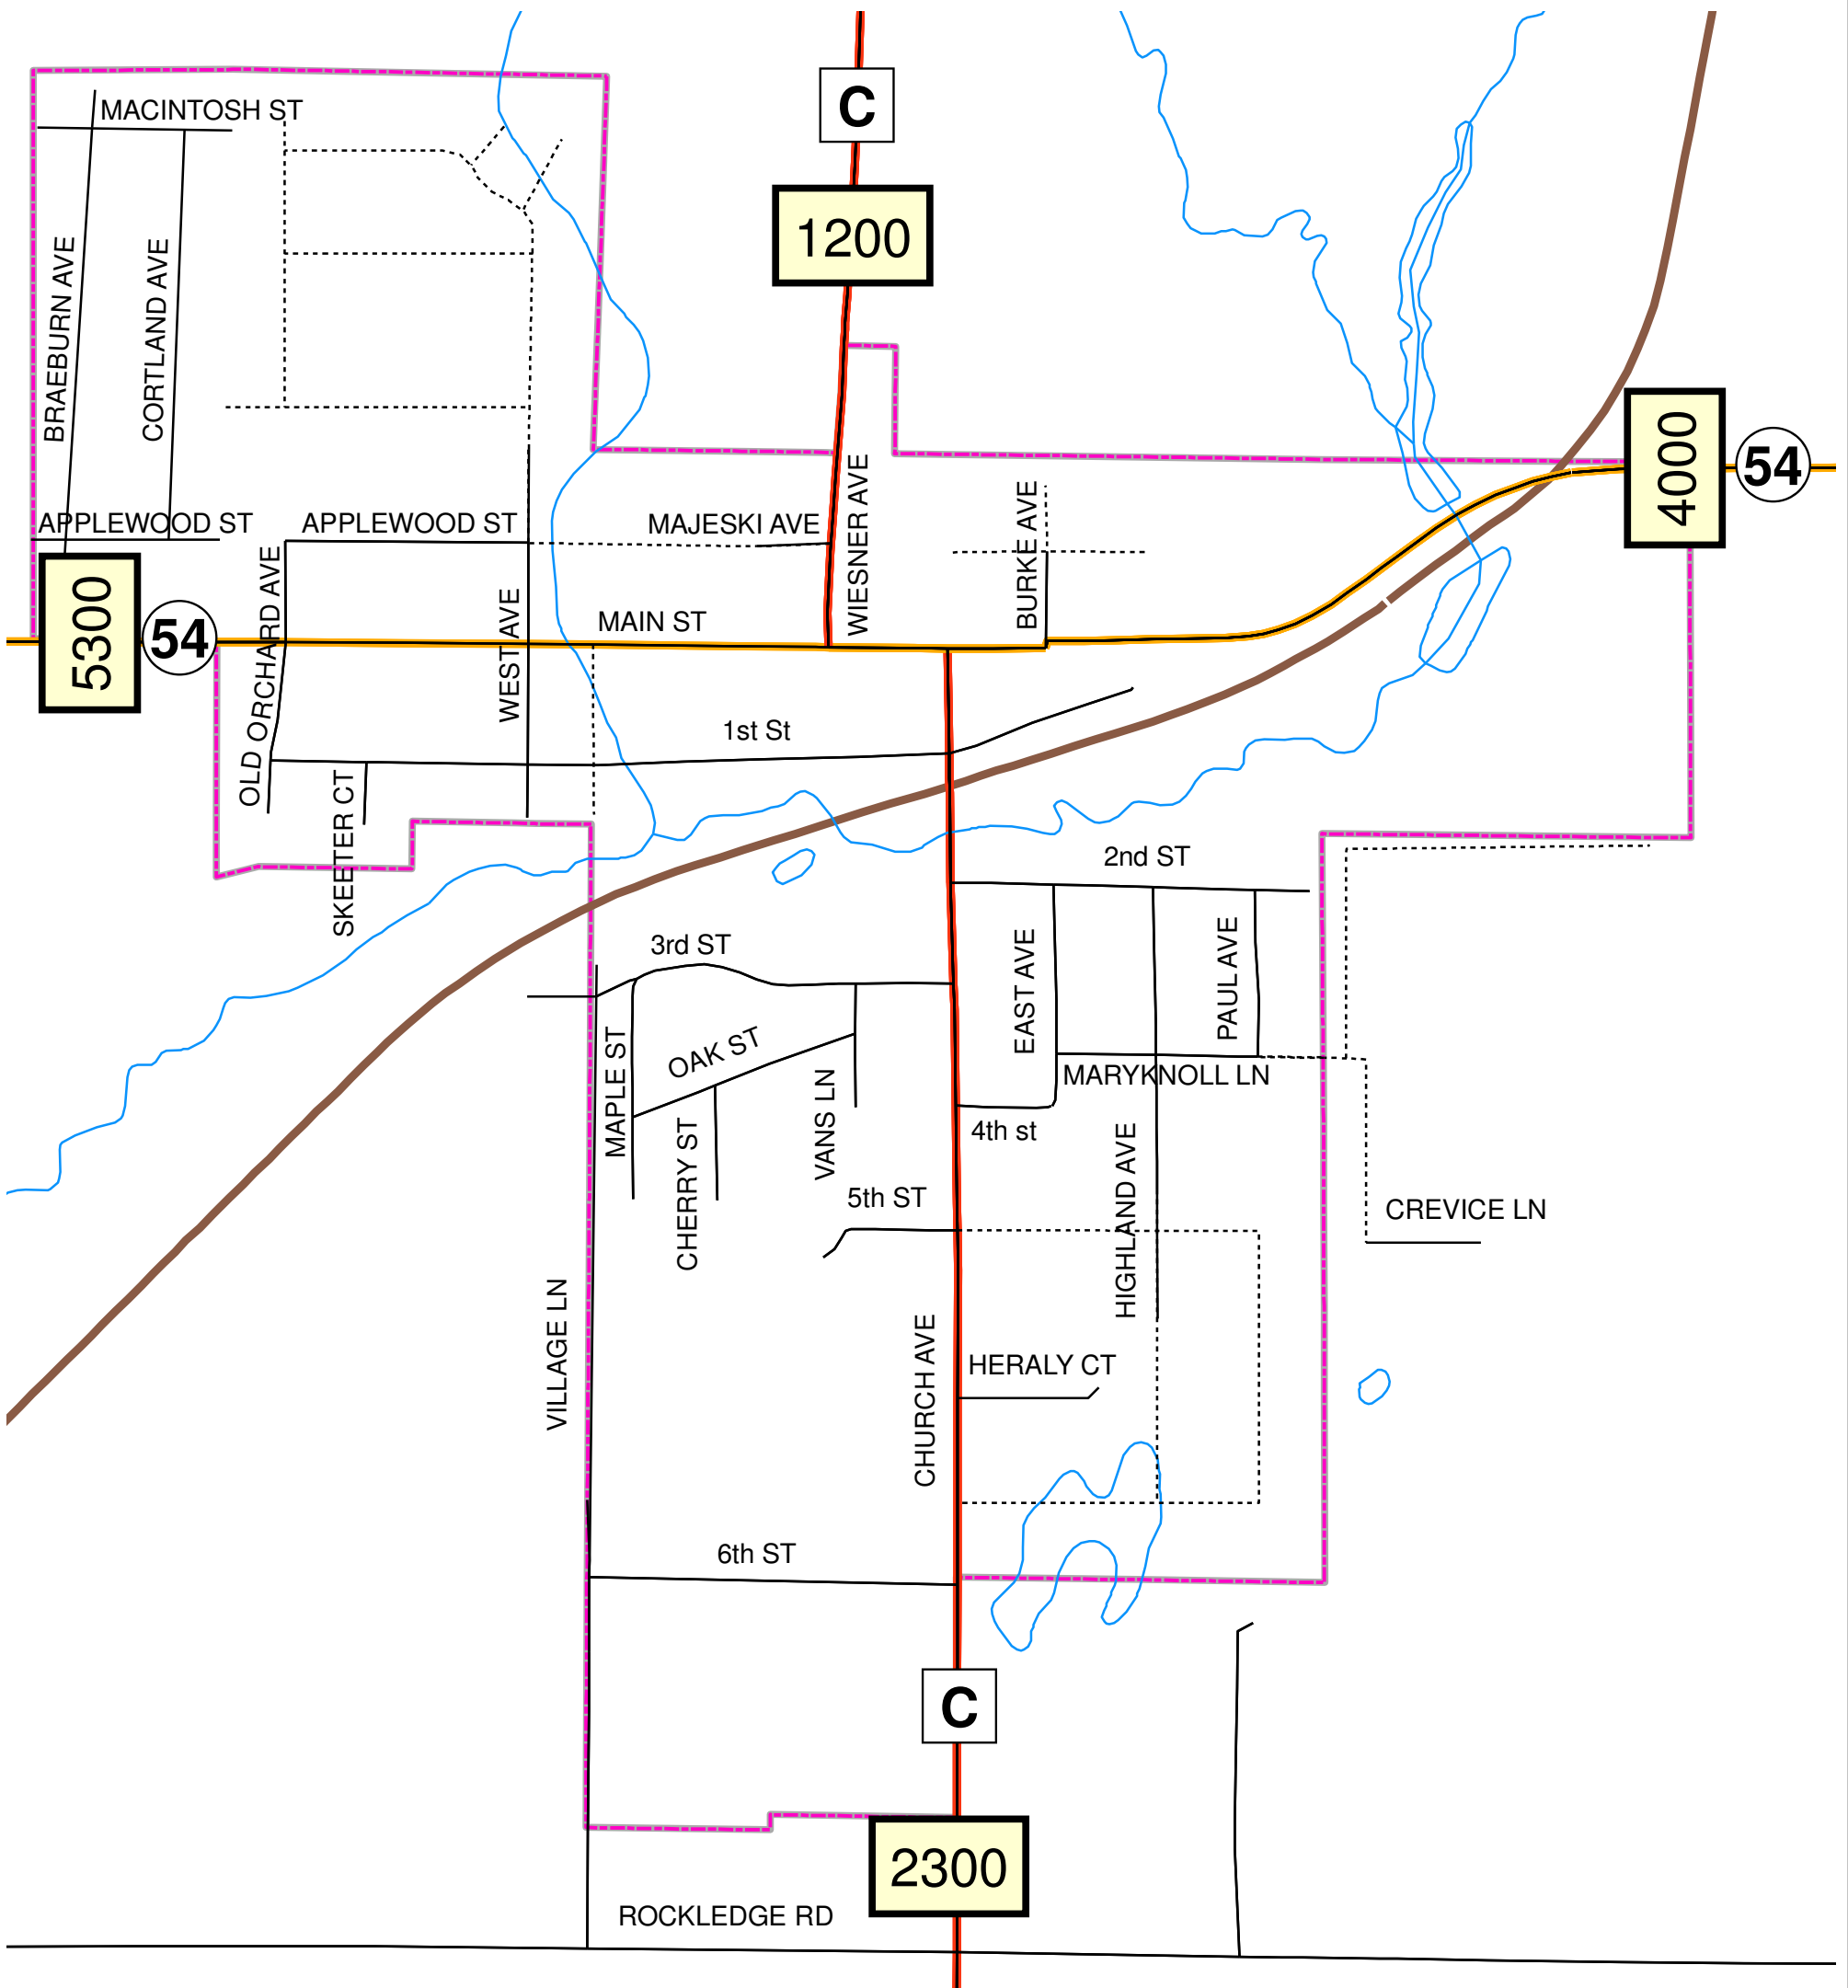 MACINTOSH ST
C
1200
BRAEBURN AVE
CORTLAND AVE
4000
54
APPLEWOOD ST
APPLEWOOD ST
MAJESKI AVE
WIESNER AVE
BURKE AVE
5300
54
OLD ORCHARD AVE
WEST AVE
MAIN ST
1st St
SKEETER CT
2nd ST
3rd ST
EAST AVE
PAUL AVE
MAPLE ST
OAK ST
VANS LN
MARYKNOLL LN
4th st
CHERRY ST
HIGHLAND AVE
5th ST
CREVICE LN
VILLAGE LN
CHURCH AVE
HERALY CT
6th ST
C
2300
ROCKLEDGE RD